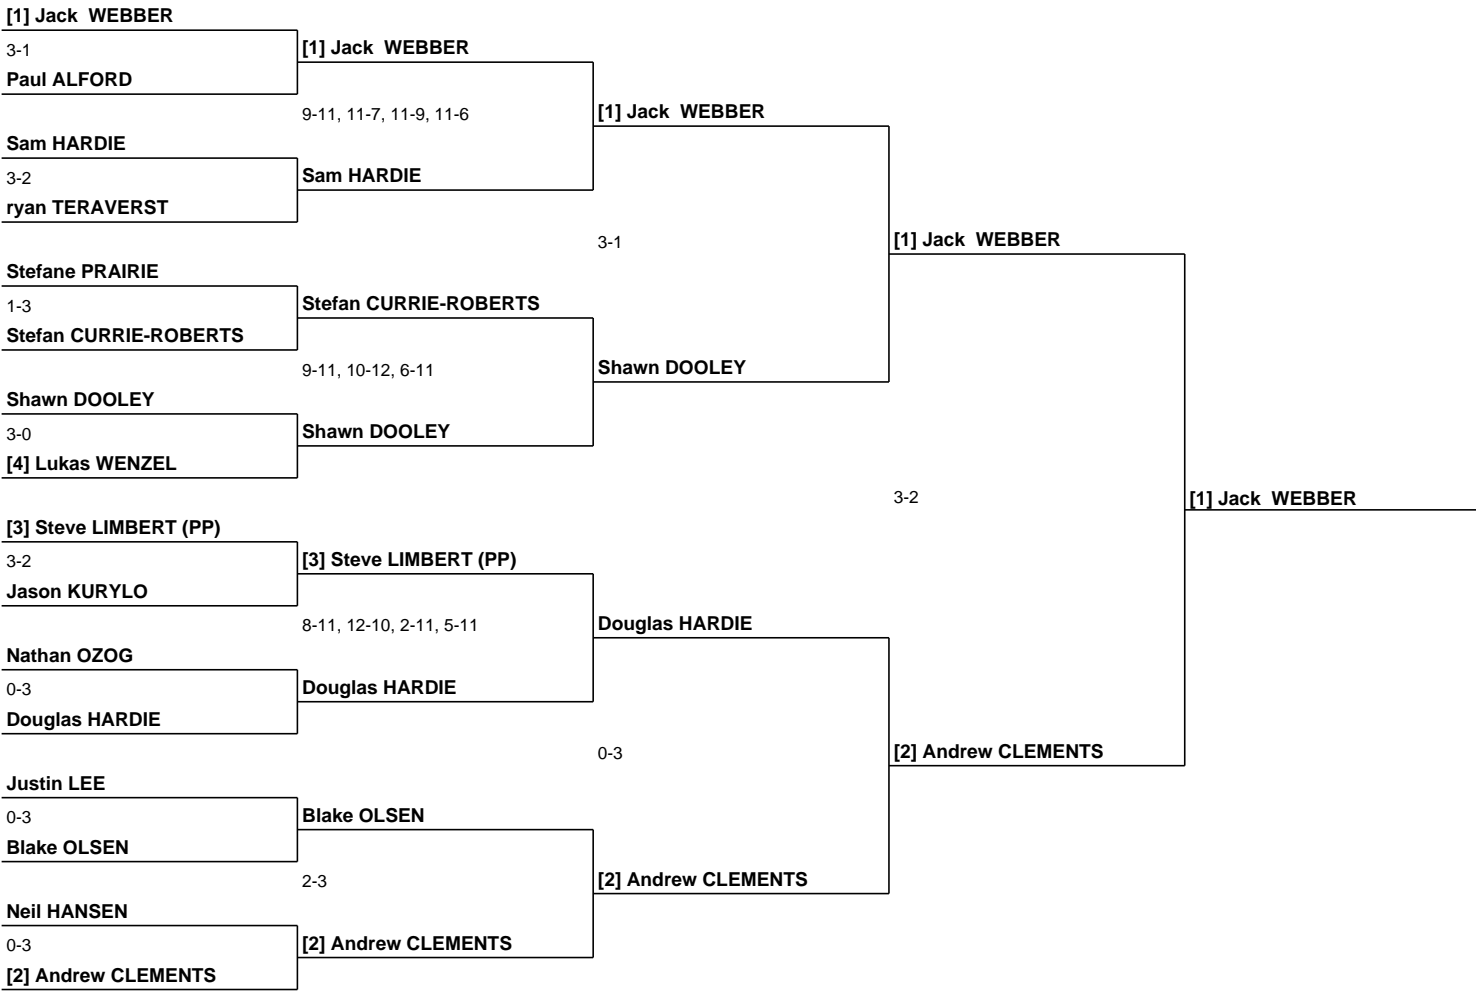 [1] Jack  WEBBER
3-1
Paul ALFORD
Sam HARDIE
3-2
ryan TERAVERST
Stefane PRAIRIE
1-3
Stefan CURRIE-ROBERTS
Shawn DOOLEY
3-0
[4] Lukas WENZEL
[3] Steve LIMBERT (PP)
3-2
Jason KURYLO
Nathan OZOG
0-3
Douglas HARDIE
Justin LEE
0-3
Blake OLSEN
Neil HANSEN
0-3
[2] Andrew CLEMENTS
[1] Jack  WEBBER
9-11, 11-7, 11-9, 11-6
Sam HARDIE
Stefan CURRIE-ROBERTS
9-11, 10-12, 6-11
Shawn DOOLEY
[3] Steve LIMBERT (PP)
8-11, 12-10, 2-11, 5-11
Douglas HARDIE
Blake OLSEN
2-3
[2] Andrew CLEMENTS
[1] Jack  WEBBER
3-1
Shawn DOOLEY
Douglas HARDIE
0-3
[2] Andrew CLEMENTS
[1] Jack  WEBBER
3-2
[2] Andrew CLEMENTS
[1] Jack  WEBBER